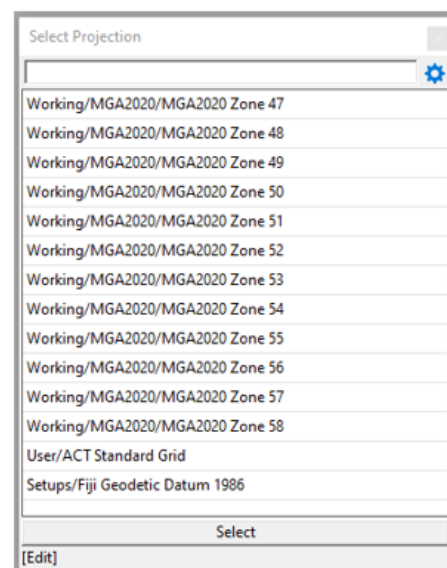 Select Projection
Working/MGA2020/MGA2020 Zone 47
Working/MGA2020/MGA2020 Zone 48
Working/MGA2020/MGA2020 Zone 49
Working/MGA2020/MGA2020 Zone 50
Working/MGA2020/MGA2020 Zone 51
Working/MGA2020/MGA2020 Zone 52
Working/MGA2020/MGA2020 Zone 53
Working/MGA2020/MGA2020 Zone 54
Working/MGA2020/MGA2020 Zone 55
Working/MGA2020/MGA2020 Zone 56
Working/MGA2020/MGA2020 Zone 57
Working/MGA2020/MGA2020 Zone 58
User/ACT Standard Grid
Setups/Fiji Geodetic Datum 1986
Select
[Edit]